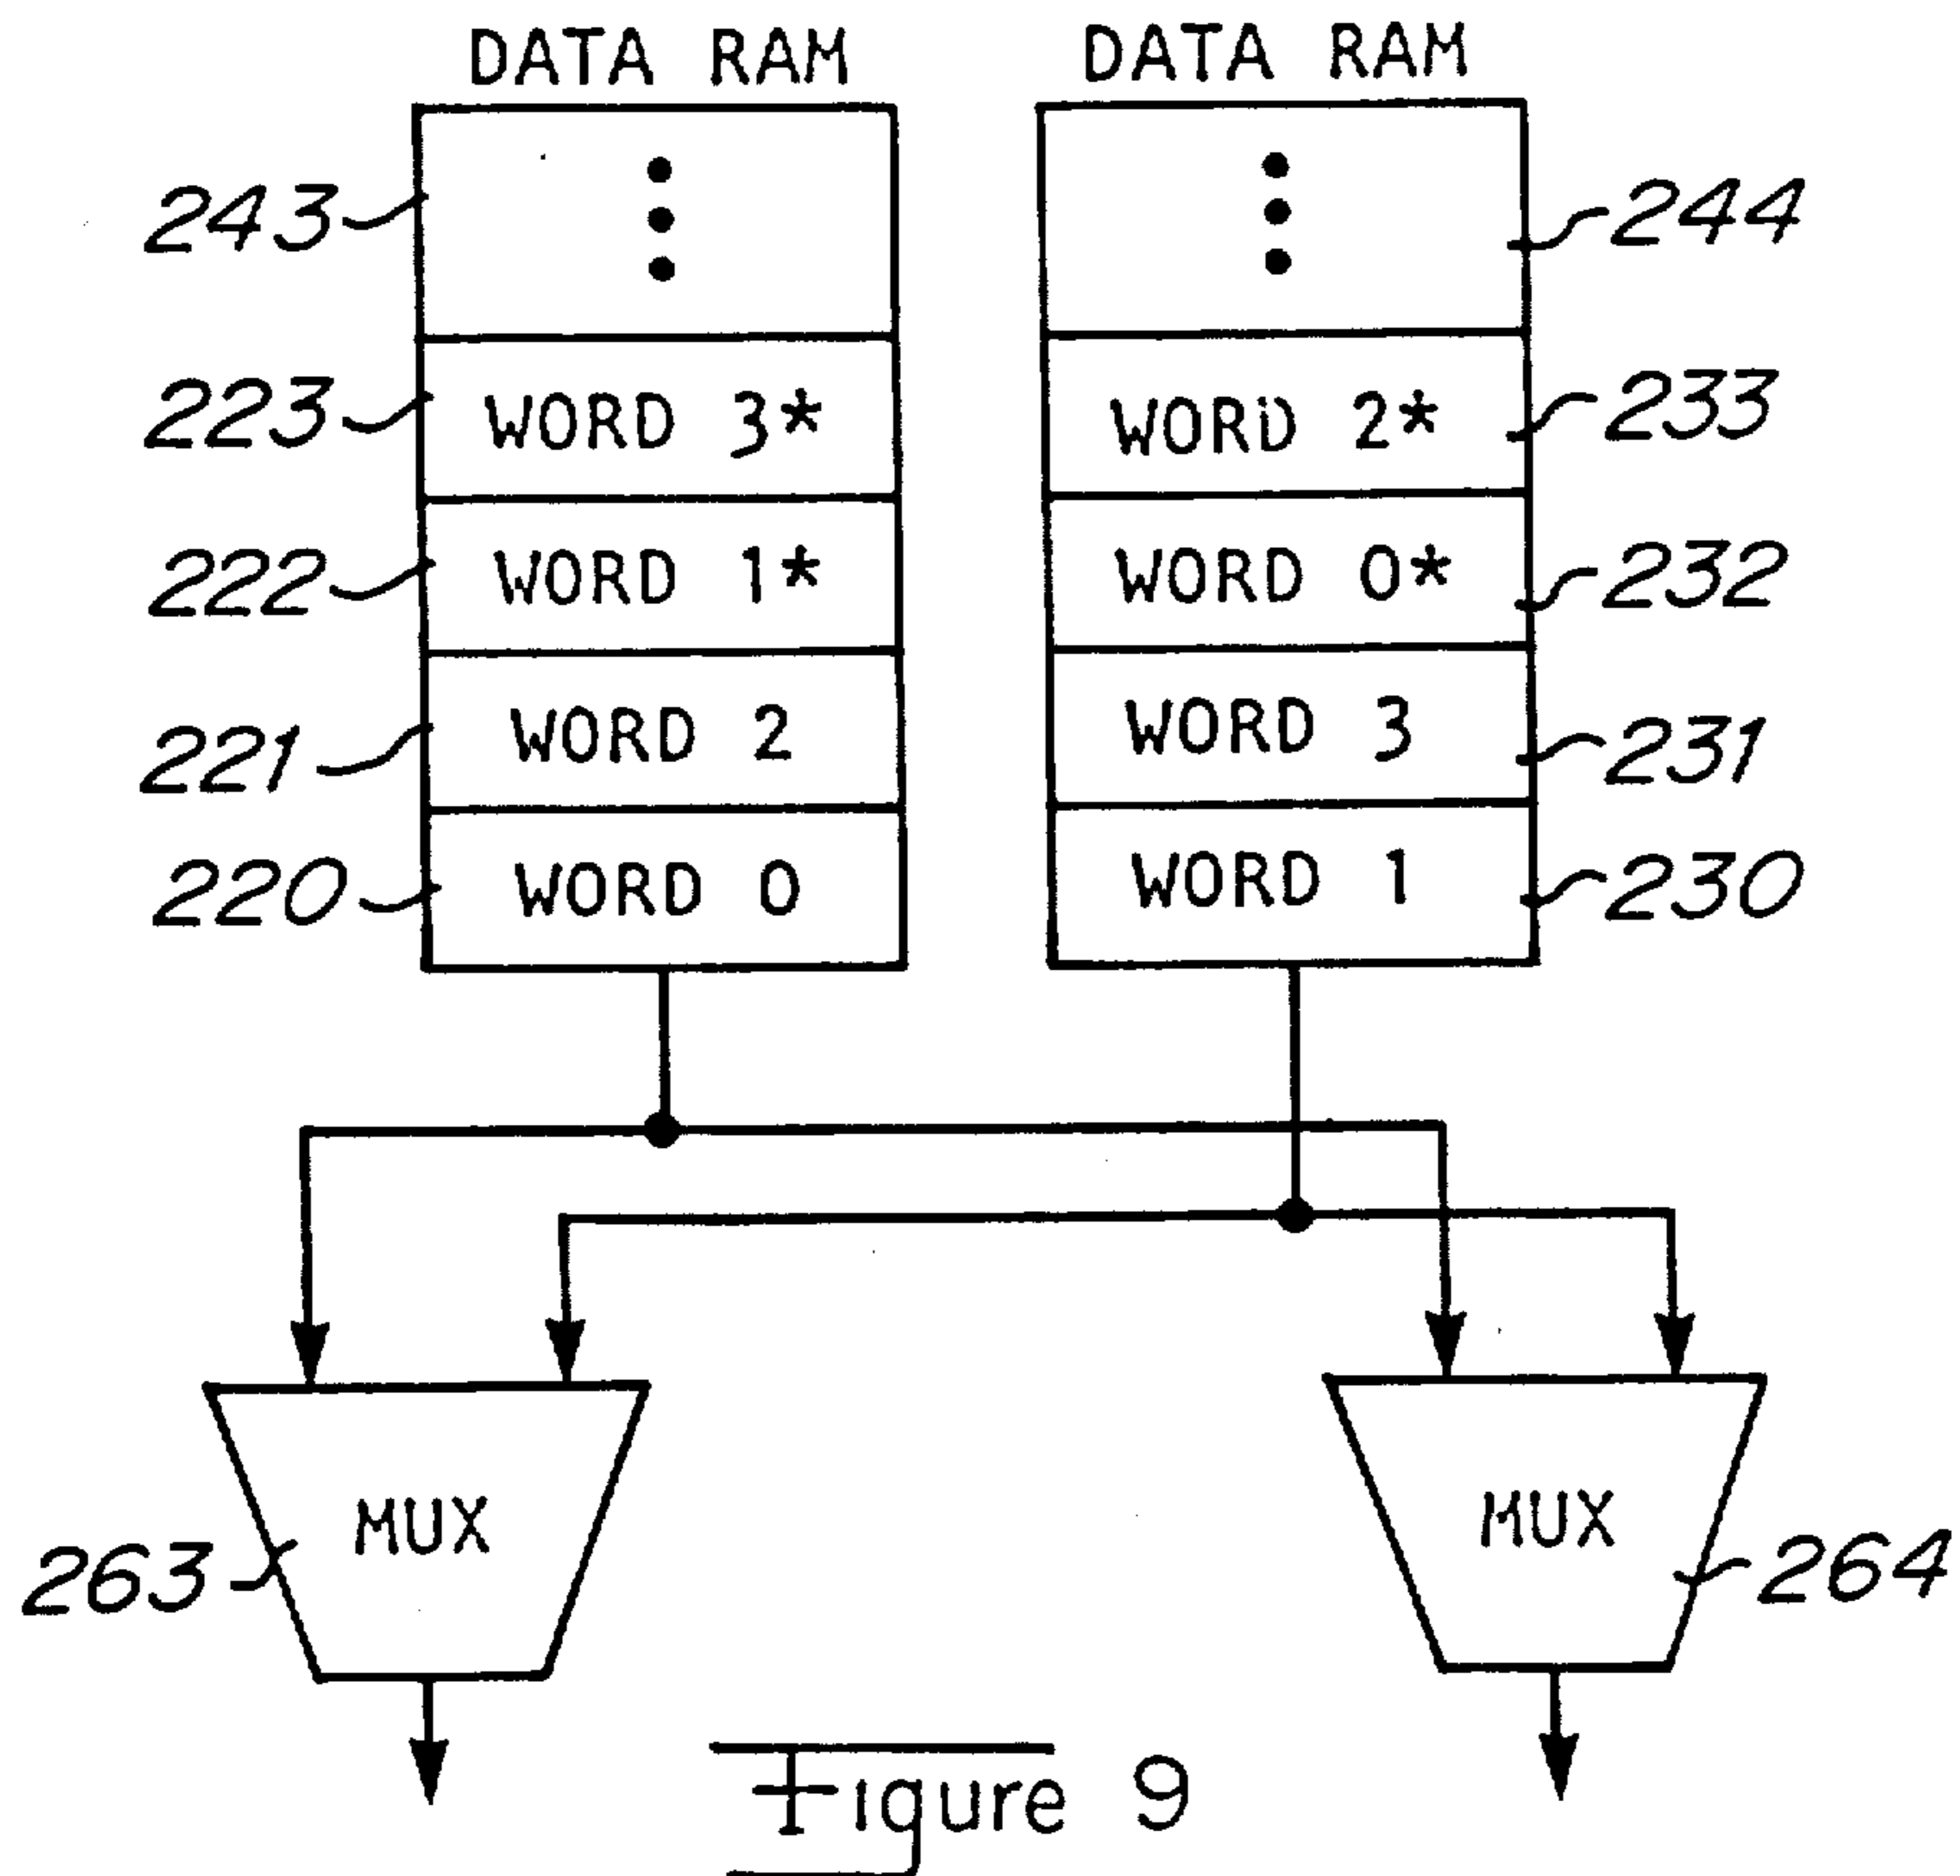 DATA RAM DATA RAM
243 244
223 WORD 3* WORD 2* 233
222 WORD 1* WORD 0* 232
221 WORD 2 WORD 3 231
220 WORD 0 WORD 1 230
263 MUX MUX 264
Figure 9